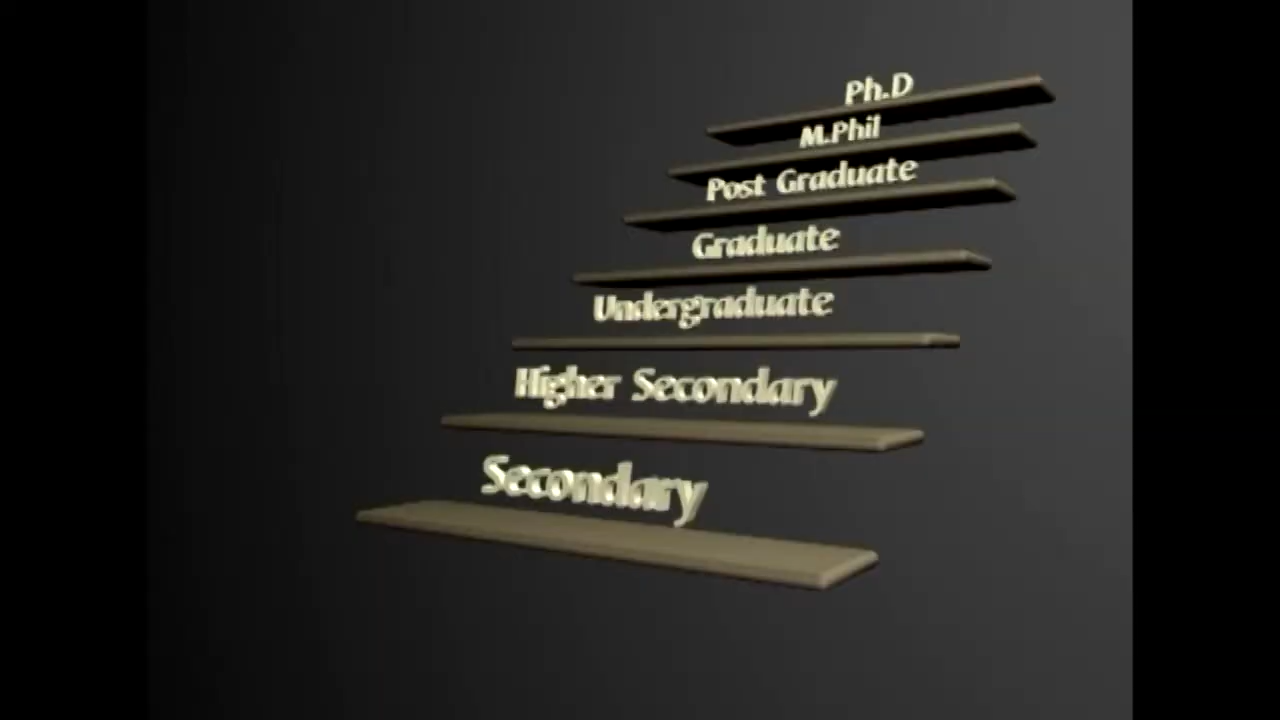 Ph.D
M.Phil
Post Graduate
Graduate
Undergraduate
Higher Secondary
Secondary